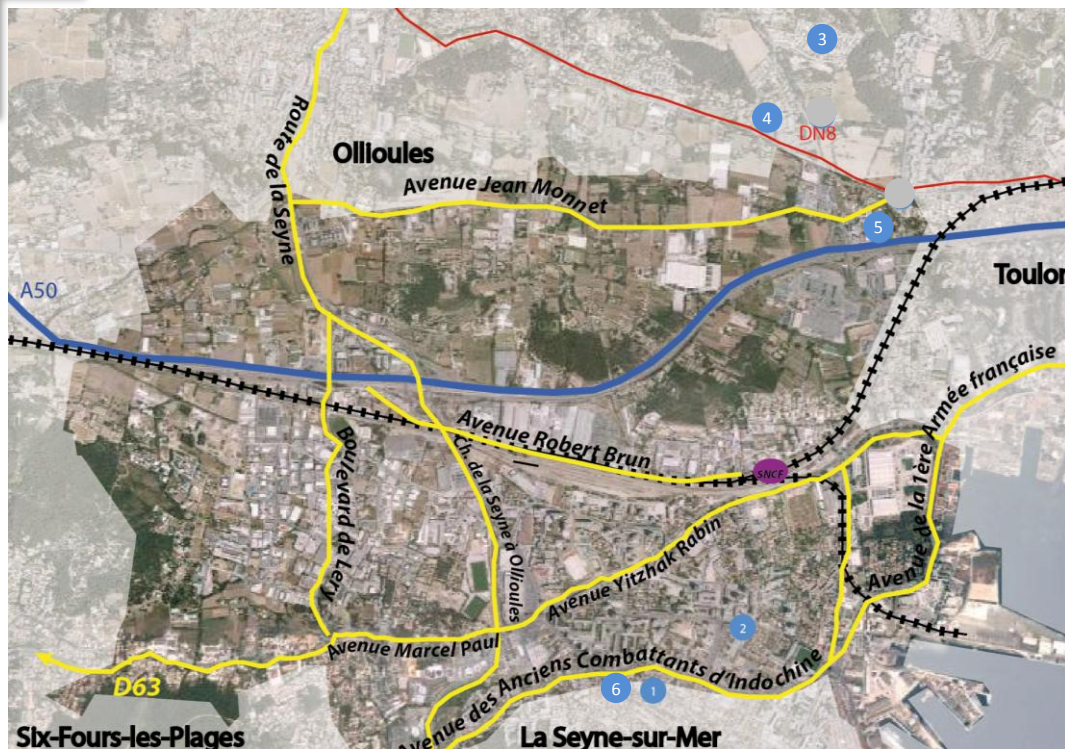 3
4
DN8
Route de la Seyne
Ollioules
Avenue Jean Monnet
5
Toulon
A50
Avenue de la 1ère Armée française
Avenue Robert Brun
SNCF
Boulevard de Léry
Ch. de la Seyne à Ollioules
Avenue Yitzhak Rabin
2
Avenue Marcel Paul
Avenue des Anciens Combattants d'Indochine
D63
6
1
Six-Fours-les-Plages
La Seyne-sur-Mer